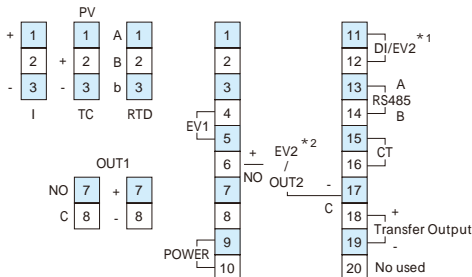 PV
+ 1 A 1 1 1 11
2 + 2 B 2 2 12 DI/EV2 *1
- 3 - 3 b 3 3 13 A
I TC RTD
4 14 B RS485
EV1
5 15
6 + NO EV2 *2 / OUT2 16 CT
OUT1
NO 7 + 7 7 - C 17
C 8 - 8 8 18 +
Transfer Output
POWER 9 19 -
10 20 No used